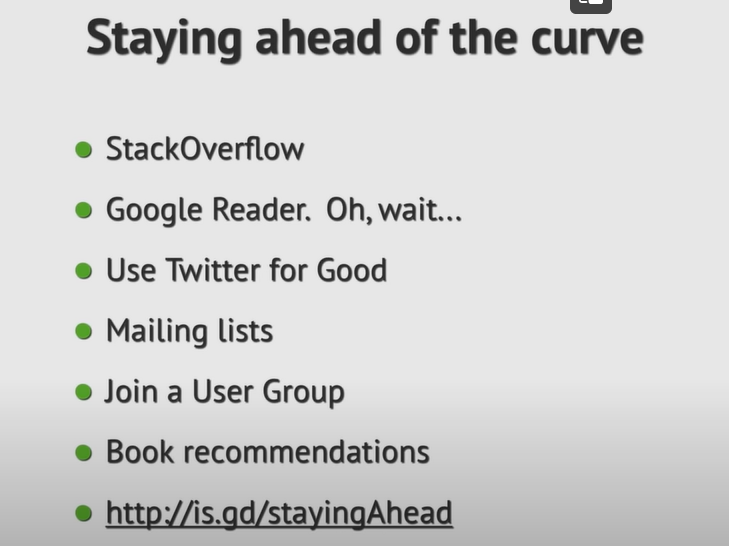 Staying ahead of the curve
StackOverflow
Google Reader.  Oh, wait...
Use Twitter for Good
Mailing lists
Join a User Group
Book recommendations
http://is.gd/stayingAhead